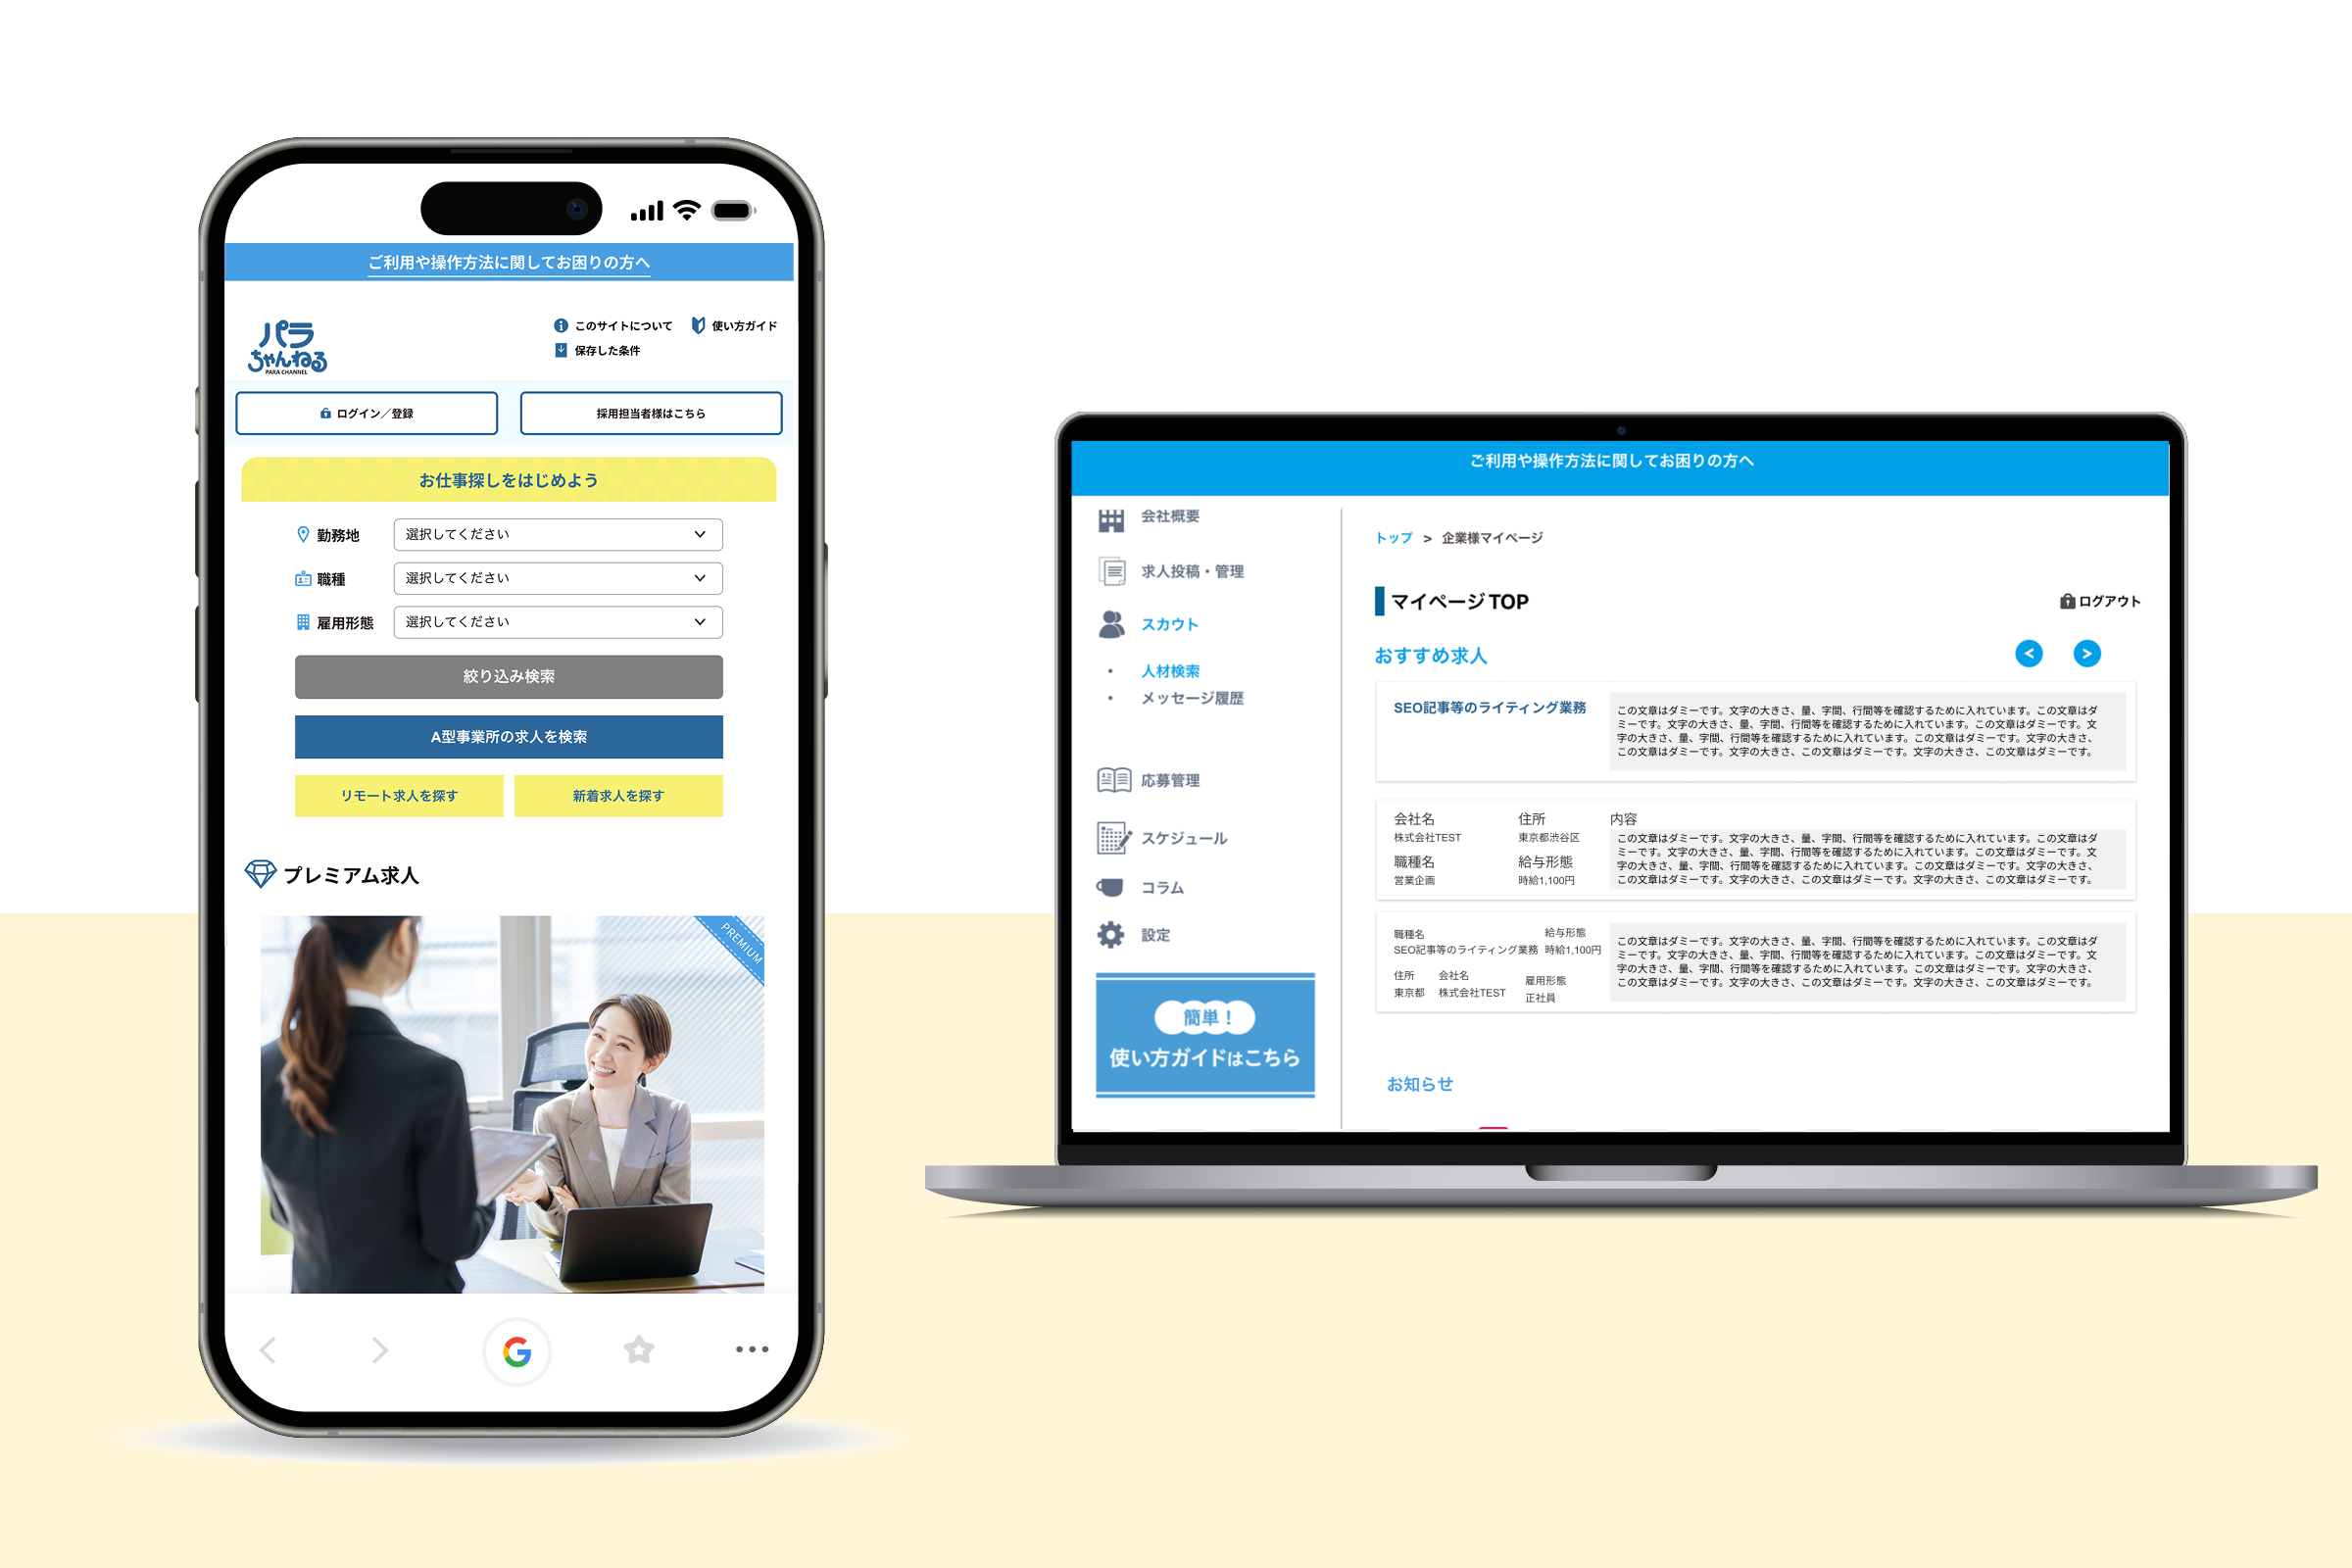 ご利用や操作方法に関してお困りの方へ
パラ
ちゃんねる
PARA CHANNEL
このサイトについて
使い方ガイド
保存した条件
ログイン／登録
採用担当者様はこちら
お仕事探しをはじめよう
勤務地
選択してください
職種
選択してください
雇用形態
選択してください
絞り込み検索
A型事業所の求人を検索
リモート求人を探す
新着求人を探す
プレミアム求人
PREMIUM
ご利用や操作方法に関してお困りの方へ
会社概要
求人投稿・管理
スカウト
・ 人材検索
・ メッセージ履歴
応募管理
スケジュール
コラム
設定
簡単！
使い方ガイドはこちら
トップ > 企業様マイページ
マイページTOP
ログアウト
おすすめ求人
< >
SEO記事等のライティング業務
この文章はダミーです。文字の大きさ、量、字間、行間等を確認するために入れています。この文章はダ
ミーです。文字の大きさ、量、字間、行間等を確認するために入れています。この文章はダミーです。文
字の大きさ、量、字間、行間等を確認するために入れています。この文章はダミーです。文字の大きさ、
この文章はダミーです。文字の大きさ、この文章はダミーです。文字の大きさ、この文章はダミーです。
会社名 住所 内容
株式会社TEST 東京都渋谷区
職種名 給与形態
営業企画 時給1,100円
この文章はダミーです。文字の大きさ、量、字間、行間等を確認するために入れています。この文章はダ
ミーです。文字の大きさ、量、字間、行間等を確認するために入れています。この文章はダミーです。文
字の大きさ、量、字間、行間等を確認するために入れています。この文章はダミーです。文字の大きさ、
この文章はダミーです。文字の大きさ、この文章はダミーです。文字の大きさ、この文章はダミーです。
職種名 給与形態
SEO記事等のライティング業務 時給1,100円
住所 会社名 雇用形態
東京都 株式会社TEST 正社員
この文章はダミーです。文字の大きさ、量、字間、行間等を確認するために入れています。この文章はダ
ミーです。文字の大きさ、量、字間、行間等を確認するために入れています。この文章はダミーです。文
字の大きさ、量、字間、行間等を確認するために入れています。この文章はダミーです。文字の大きさ、
この文章はダミーです。文字の大きさ、この文章はダミーです。文字の大きさ、この文章はダミーです。
お知らせ